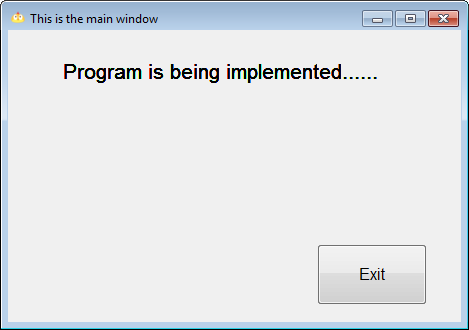 This is the main window
Program is being implemented......
Exit